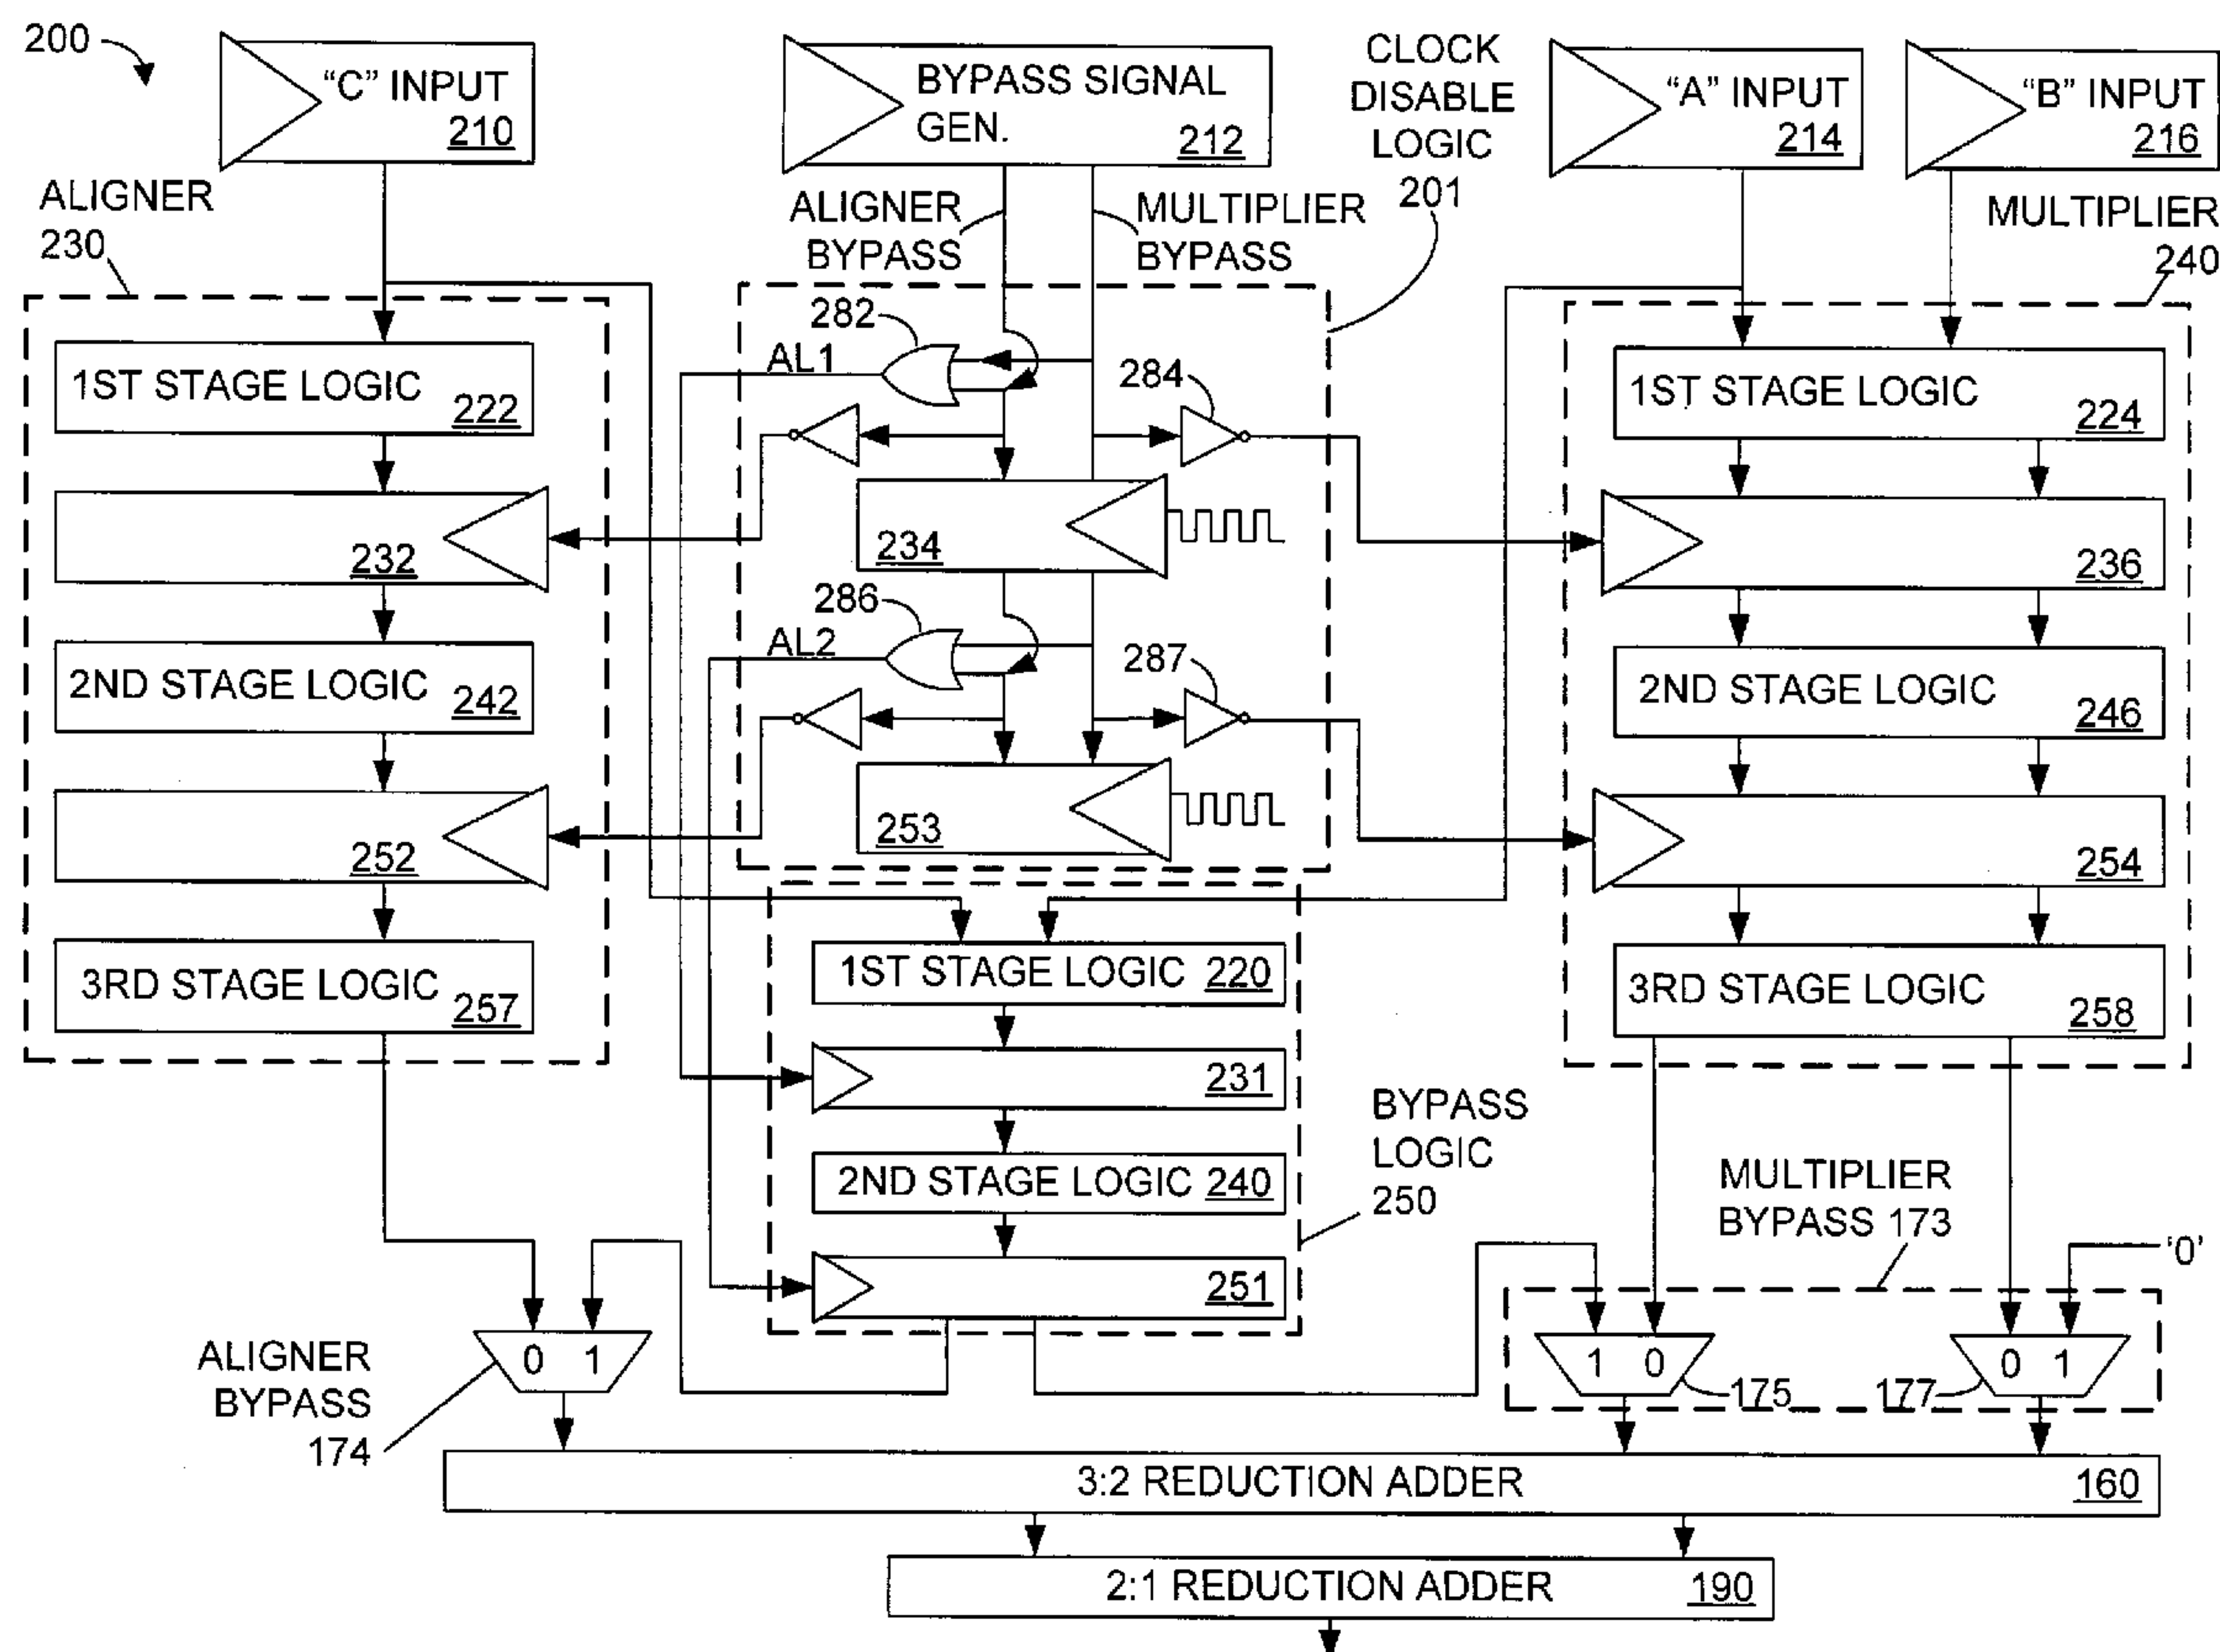 200
"C" INPUT
210
BYPASS SIGNAL
GEN.
212
CLOCK
DISABLE
LOGIC
201
"A" INPUT
214
"B" INPUT
216
ALIGNER
230
ALIGNER
BYPASS
MULTIPLIER
BYPASS
MULTIPLIER
240
282
AL1
284
1ST STAGE LOGIC
222
1ST STAGE LOGIC
224
232
234
236
286
AL2
287
2ND STAGE LOGIC
242
2ND STAGE LOGIC
246
252
253
254
3RD STAGE LOGIC
257
1ST STAGE LOGIC 220
3RD STAGE LOGIC
258
231
BYPASS
LOGIC
250
2ND STAGE LOGIC 240
MULTIPLIER
BYPASS 173
'0'
251
ALIGNER
BYPASS
174
0 1
1 0
175
177
0 1
3:2 REDUCTION ADDER 160
2:1 REDUCTION ADDER 190